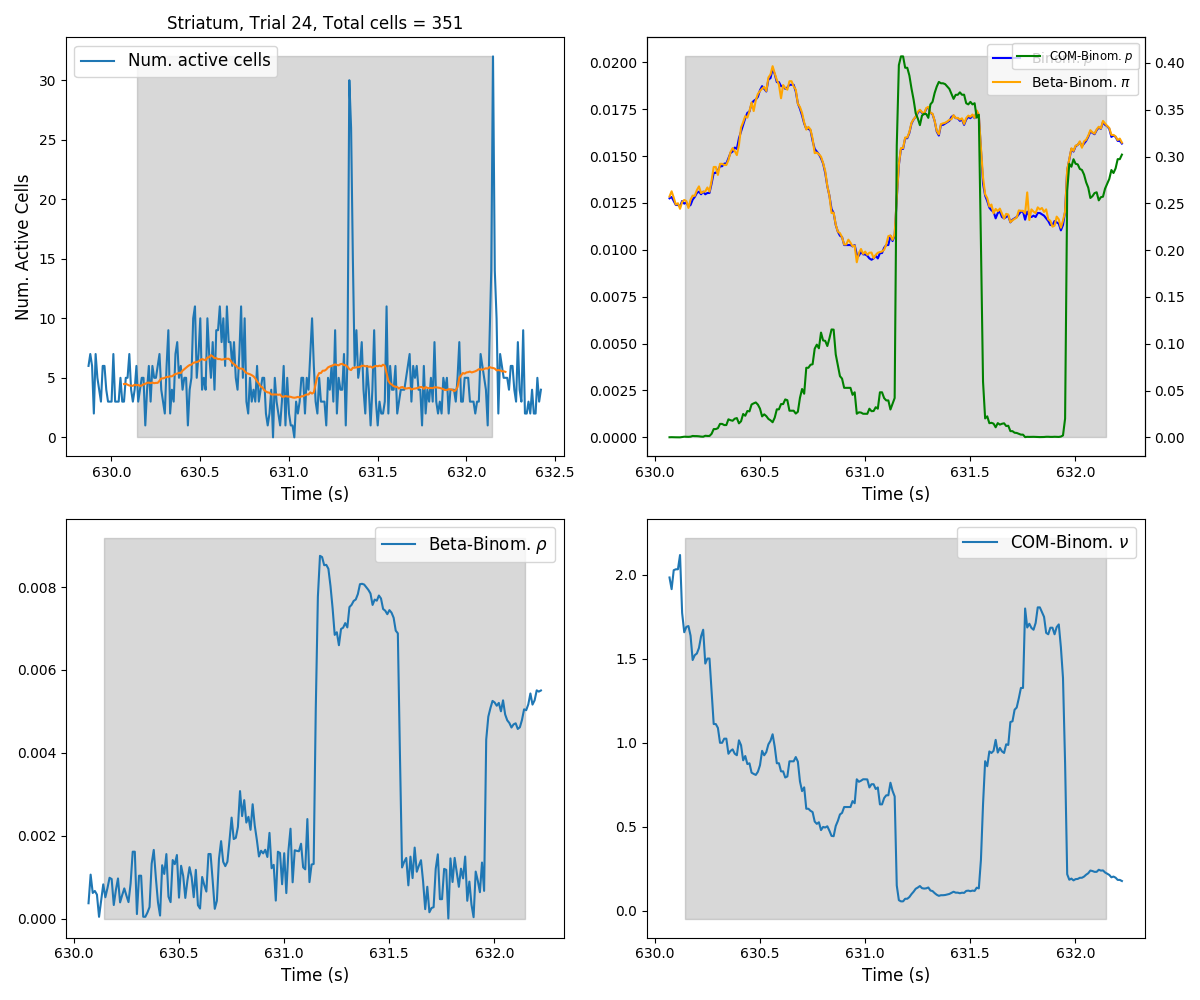 Striatum, Trial 24, Total cells = 351
Num. active cells
Num. Active Cells
30
25
20
15
10
5
0
630.0 630.5 631.0 631.5 632.0 632.5
Time (s)
COM-Binom. p
Beta-Binom. π
0.0200
0.0175
0.0150
0.0125
0.0100
0.0075
0.0050
0.0025
0.0000
0.40
0.35
0.30
0.25
0.20
0.15
0.10
0.05
0.00
630.0 630.5 631.0 631.5 632.0
Time (s)
Beta-Binom. ρ
0.008
0.006
0.004
0.002
0.000
630.0 630.5 631.0 631.5 632.0
Time (s)
COM-Binom. ν
2.0
1.5
1.0
0.5
0.0
630.0 630.5 631.0 631.5 632.0
Time (s)